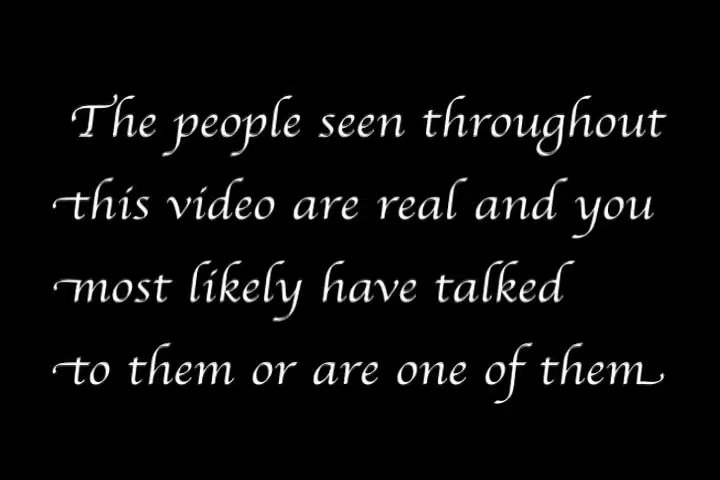 The people seen throughout
this video are real and you
most likely have talked
to them or are one of them